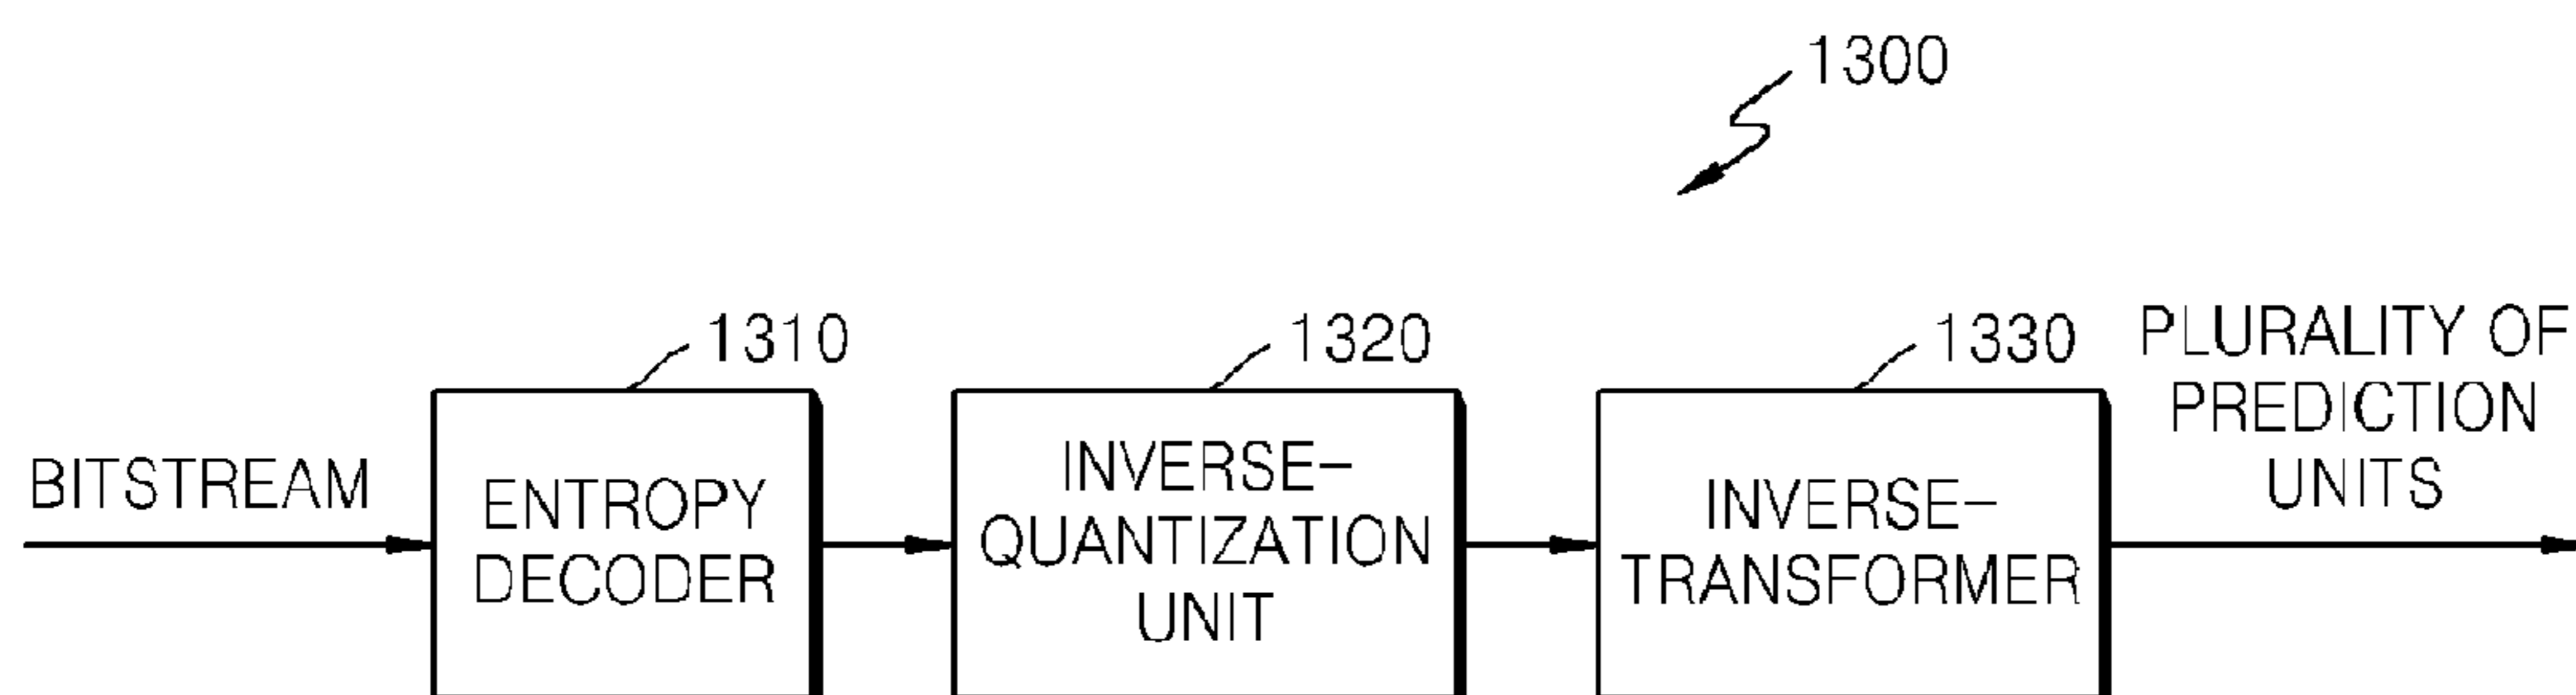 1300
1310
1320
1330
PLURALITY OF
PREDICTION
UNITS
BITSTREAM
ENTROPY
DECODER
INVERSE-
QUANTIZATION
UNIT
INVERSE-
TRANSFORMER